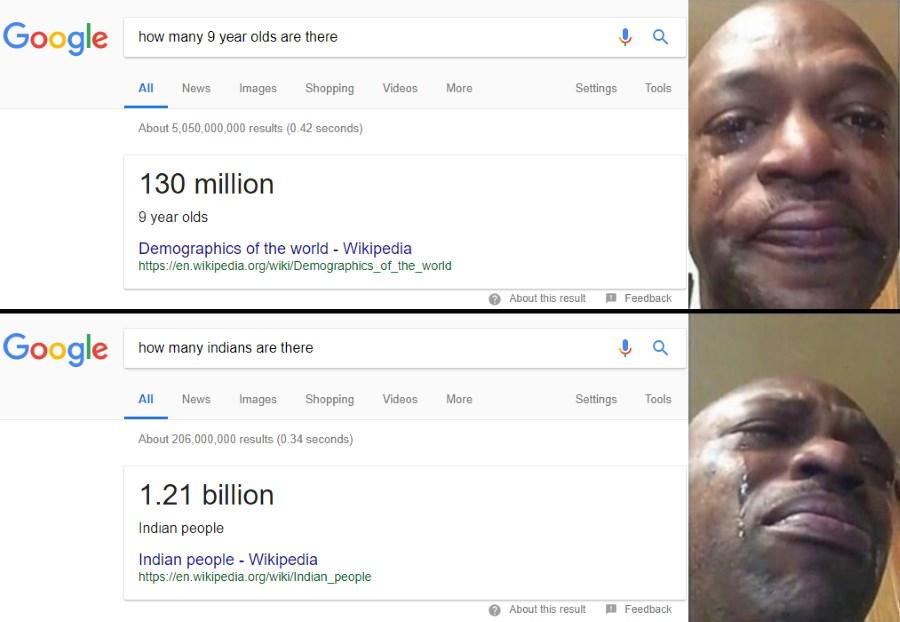 Google
how many 9 year olds are there
All News Images Shopping Videos More Settings Tools
About 5,050,000,000 results (0.42 seconds)
130 million
9 year olds
Demographics of the world - Wikipedia
https://en.wikipedia.org/wiki/Demographics_of_the_world
About this result Feedback
Google
how many indians are there
All News Images Shopping Videos More Settings Tools
About 206,000,000 results (0.34 seconds)
1.21 billion
Indian people
Indian people - Wikipedia
https://en.wikipedia.org/wiki/Indian_people
About this result Feedback